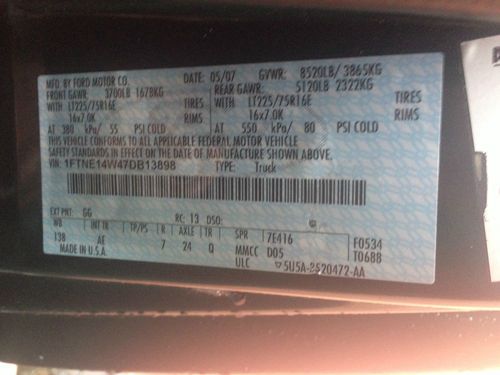 MFD. BY FORD MOTOR CO. DATE: 05/07 GVWR: 8520LB/ 3865KG
FRONT GAWR: 3700LB 1678KG REAR GAWR: 5120LB 2322KG
WITH LT225/75R16E TIRES WITH LT225/75R16E TIRES
16x7.0K RIMS 16x7.0K RIMS
AT 380 kPa/ 55 PSI COLD AT 550 kPa/ 80 PSI COLD
THIS VEHICLE CONFORMS TO ALL APPLICABLE FEDERAL MOTOR VEHICLE
SAFETY STANDARDS IN EFFECT ON THE DATE OF MANUFACTURE SHOWN ABOVE.
VIN: 1FTNE14W47DB13898 TYPE: Truck
EXT PNT: GG RC: 13 DSO:
WB INT TR TP/PS R AXLE TR SPR 7E416 F0534
138 AE 7 24 Q MMCC D05 T0688
MADE IN U.S.A. ULC ▽5U5A-3520472-AA